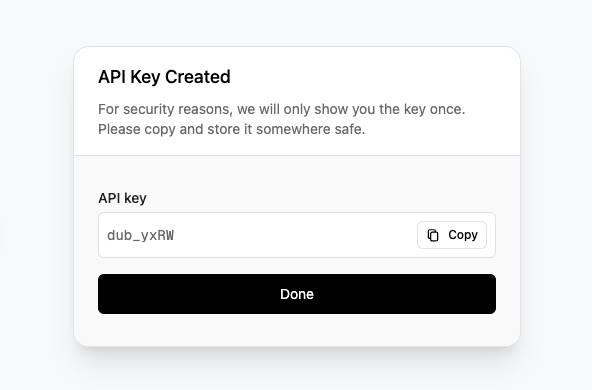 API Key Created
For security reasons, we will only show you the key once.
Please copy and store it somewhere safe.
API key
dub_yxRW
Copy
Done